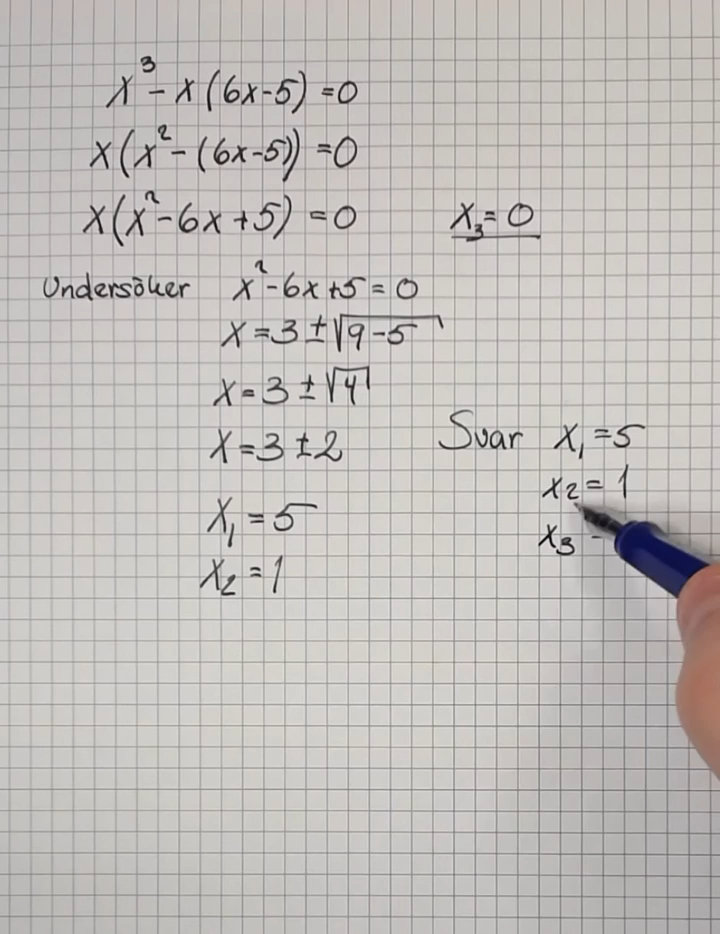 x³ - x(6x-5) = 0
x(x² - (6x-5)) = 0
x(x² - 6x + 5) = 0
x₃ = 0
Undersöker x² - 6x + 5 = 0
x = 3 ± √(9-5)
x = 3 ± √4
x = 3 ± 2
x₁ = 5
x₂ = 1
Svar x₁ = 5
x₂ = 1
x₃